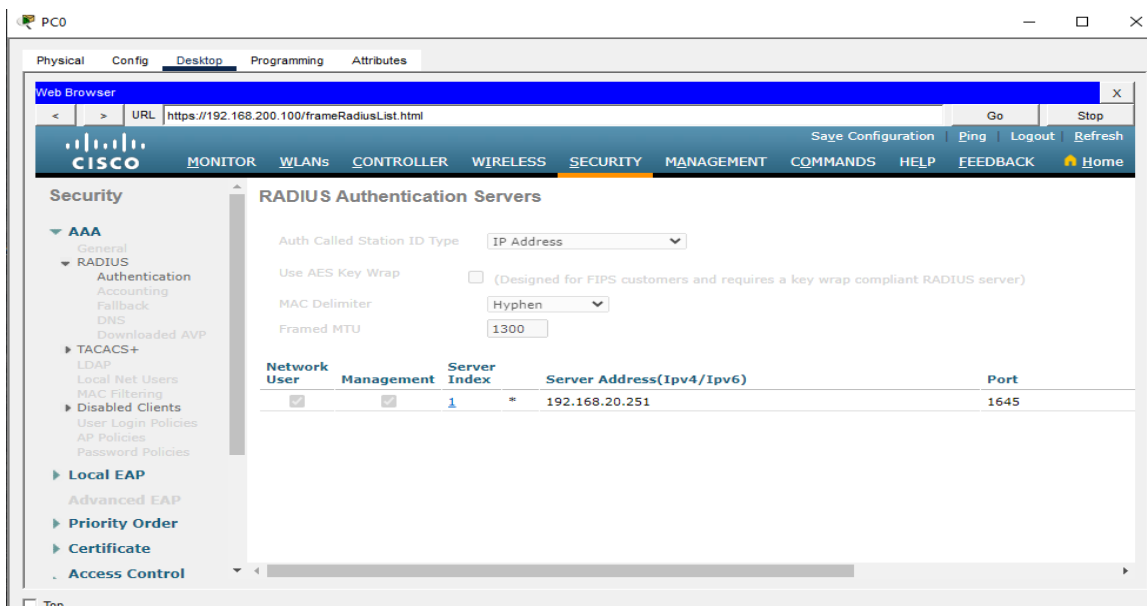 PC0
Physical Config Desktop Programming Attributes
Web Browser X
< > URL https://192.168.200.100/frameRadiusList.html Go Stop
Save Configuration Ping Logout Refresh
CISCO MONITOR WLANs CONTROLLER WIRELESS SECURITY MANAGEMENT COMMANDS HELP FEEDBACK Home
Security
AAA
General
RADIUS
Authentication
Accounting
Fallback
DNS
Downloaded AVP
TACACS+
LDAP
Local Net Users
MAC Filtering
Disabled Clients
User Login Policies
AP Policies
Password Policies
Local EAP
Advanced EAP
Priority Order
Certificate
Access Control
RADIUS Authentication Servers
Auth Called Station ID Type IP Address
Use AES Key Wrap (Designed for FIPS customers and requires a key wrap compliant RADIUS server)
MAC Delimiter Hyphen
Framed MTU 1300
Network User Management Server Index Server Address(Ipv4/Ipv6) Port
1 * 192.168.20.251 1645
Top